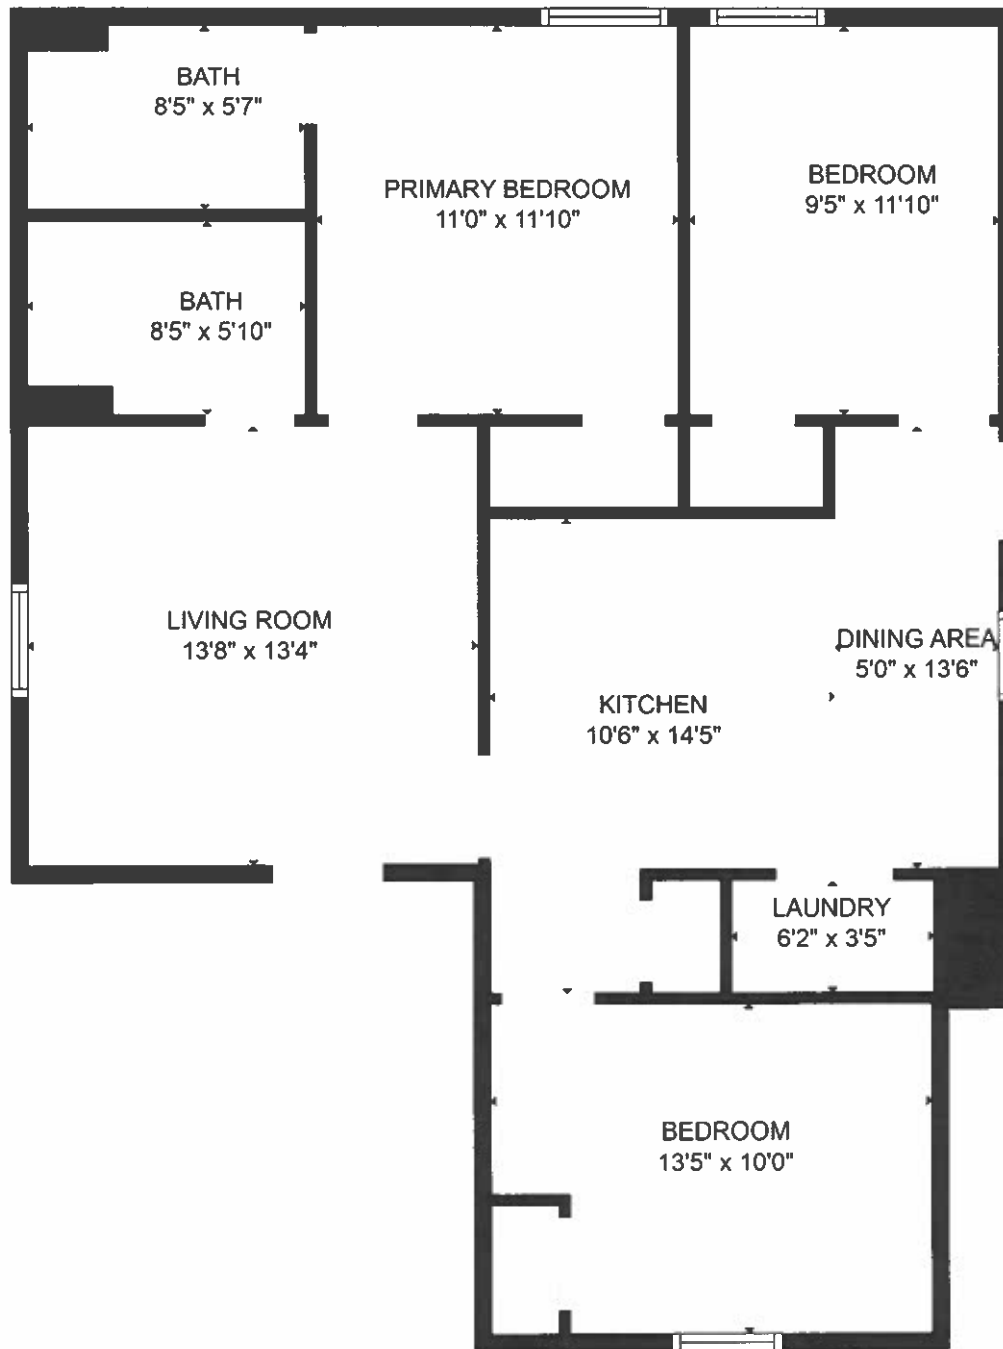 BATH
8'5" x 5'7"
PRIMARY BEDROOM
11'0" x 11'10"
BEDROOM
9'5" x 11'10"
BATH
8'5" x 5'10"
LIVING ROOM
13'8" x 13'4"
DINING AREA
5'0" x 13'6"
KITCHEN
10'6" x 14'5"
LAUNDRY
6'2" x 3'5"
BEDROOM
13'5" x 10'0"